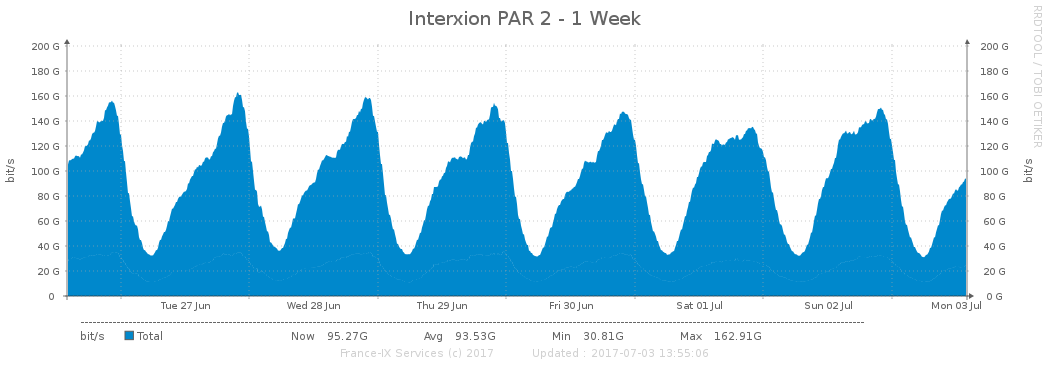 Interxion PAR 2 - 1 Week
RRDTOOL / TOBI OETIKER
200 G 200 G
180 G 180 G
160 G 160 G
140 G 140 G
120 G 120 G
100 G 100 G
80 G 80 G
60 G 60 G
40 G 40 G
20 G 20 G
0 0 G
bit/s
bit/s
Tue 27 Jun Wed 28 Jun Thu 29 Jun Fri 30 Jun Sat 01 Jul Sun 02 Jul Mon 03 Jul
bit/s Total Now 95.27G Avg 93.53G Min 30.81G Max 162.91G
France-IX Services (c) 2017 Updated : 2017-07-03 13:55:06